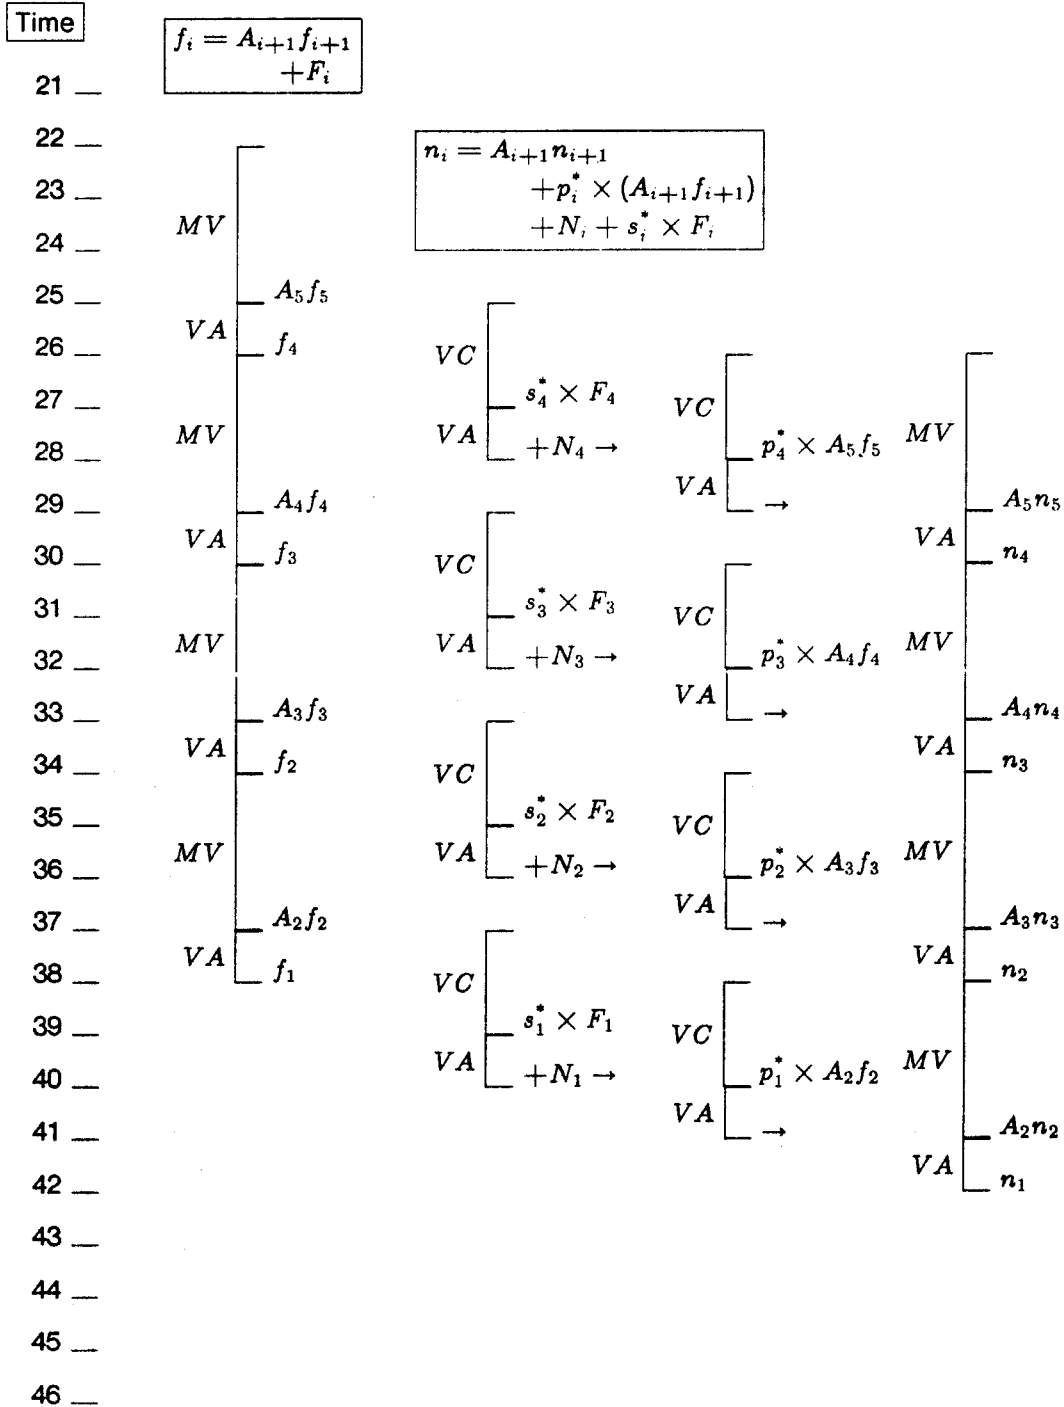 Time
f_i = A_{i+1} f_{i+1}
+F_i
21
22
n_i = A_{i+1} n_{i+1}
23
+p_i^* × (A_{i+1} f_{i+1})
MV
+N_i + s_i^* × F_i
24
25
A_5 f_5
VA
26
f_4
VC
27
s_4^* × F_4
VC
MV
VA
+N_4 →
p_4^* × A_5 f_5
MV
28
29
A_4 f_4
VA
→
A_5 n_5
VA
30
f_3
VC
VA
n_4
31
s_3^* × F_3
VC
MV
VA
+N_3 →
p_3^* × A_4 f_4
MV
32
33
A_3 f_3
VA
→
A_4 n_4
VA
34
f_2
VC
VA
n_3
35
s_2^* × F_2
VC
MV
VA
+N_2 →
p_2^* × A_3 f_3
MV
36
37
A_2 f_2
VA
→
A_3 n_3
VA
38
f_1
VC
VA
n_2
39
s_1^* × F_1
VC
VA
+N_1 →
p_1^* × A_2 f_2
MV
40
41
VA
→
A_2 n_2
42
VA
n_1
43
44
45
46